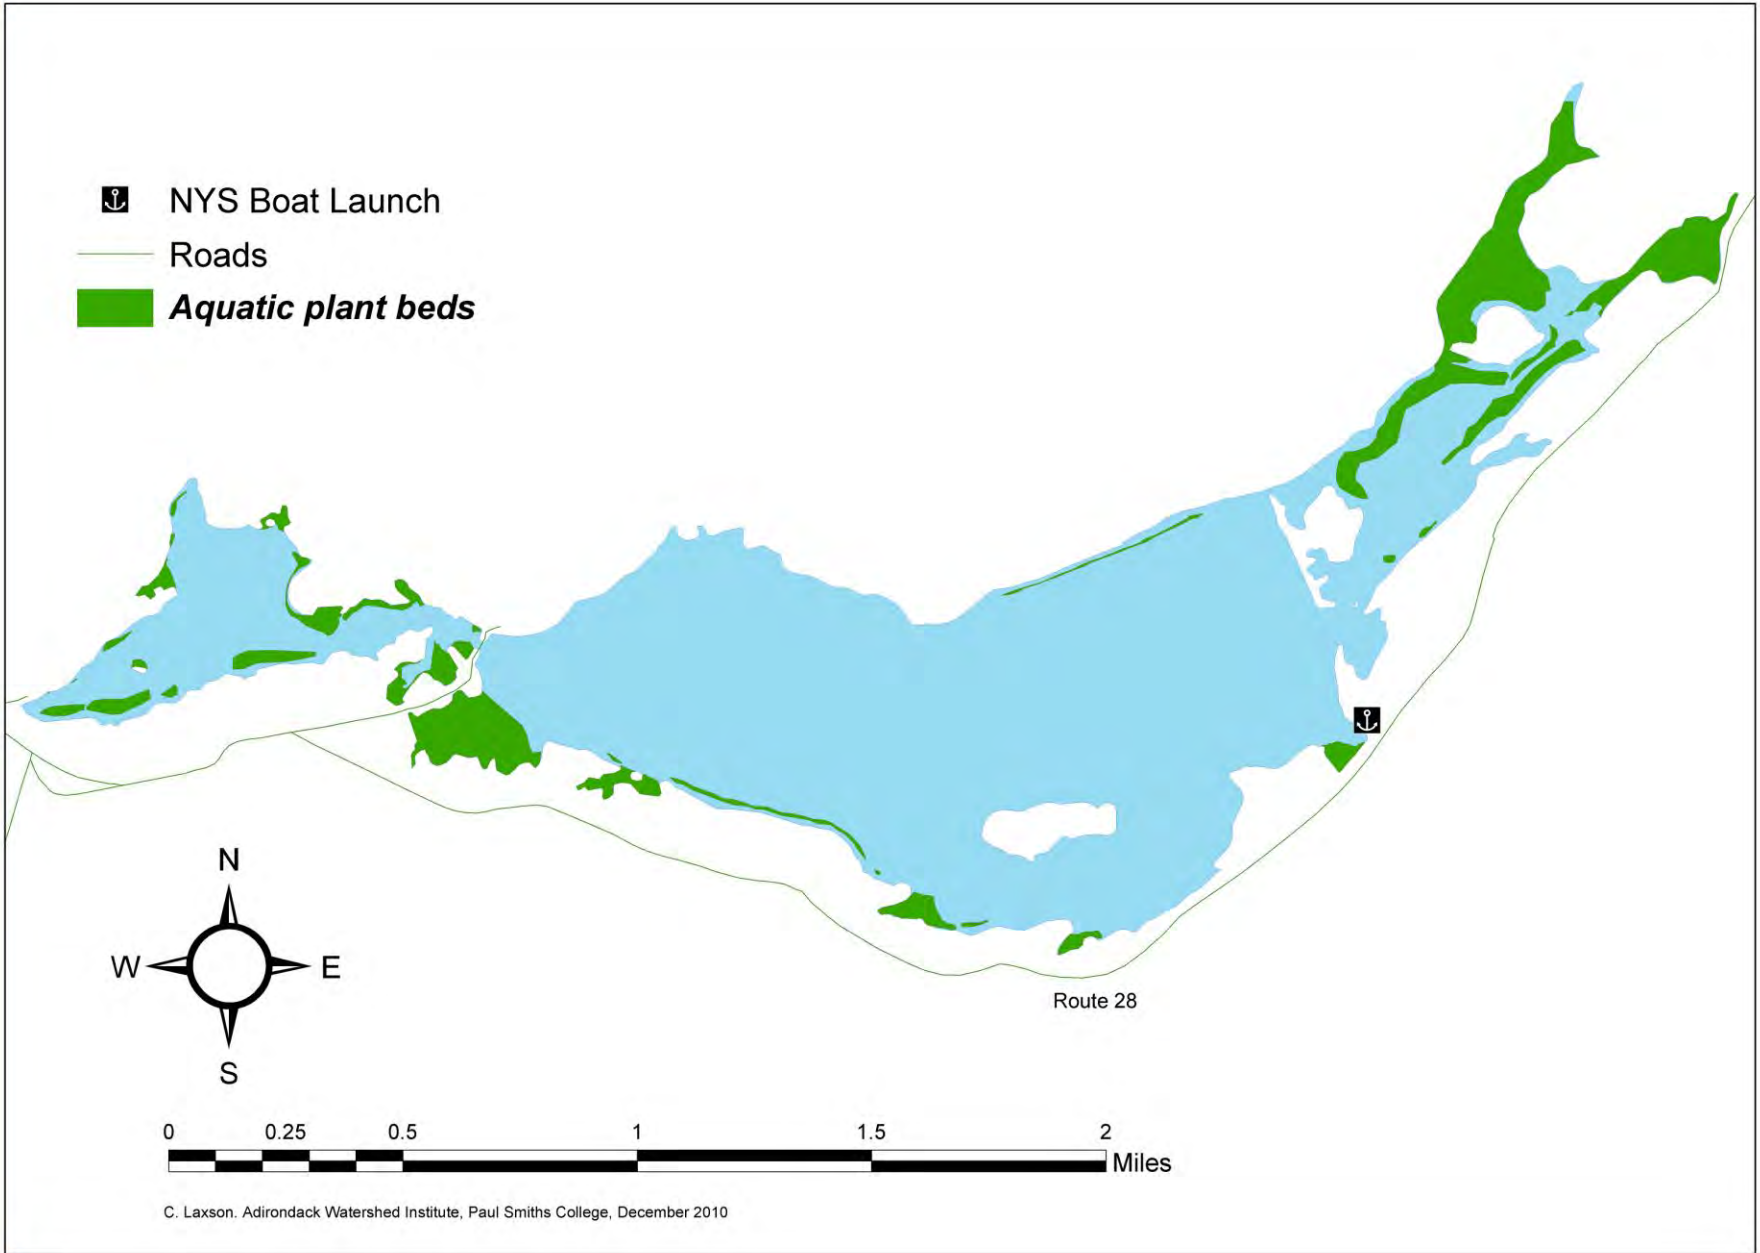 NYS Boat Launch
Roads
Aquatic plant beds
N
W
E
S
Route 28
0 0.25 0.5 1 1.5 2
Miles
C. Laxson. Adirondack Watershed Institute, Paul Smiths College, December 2010